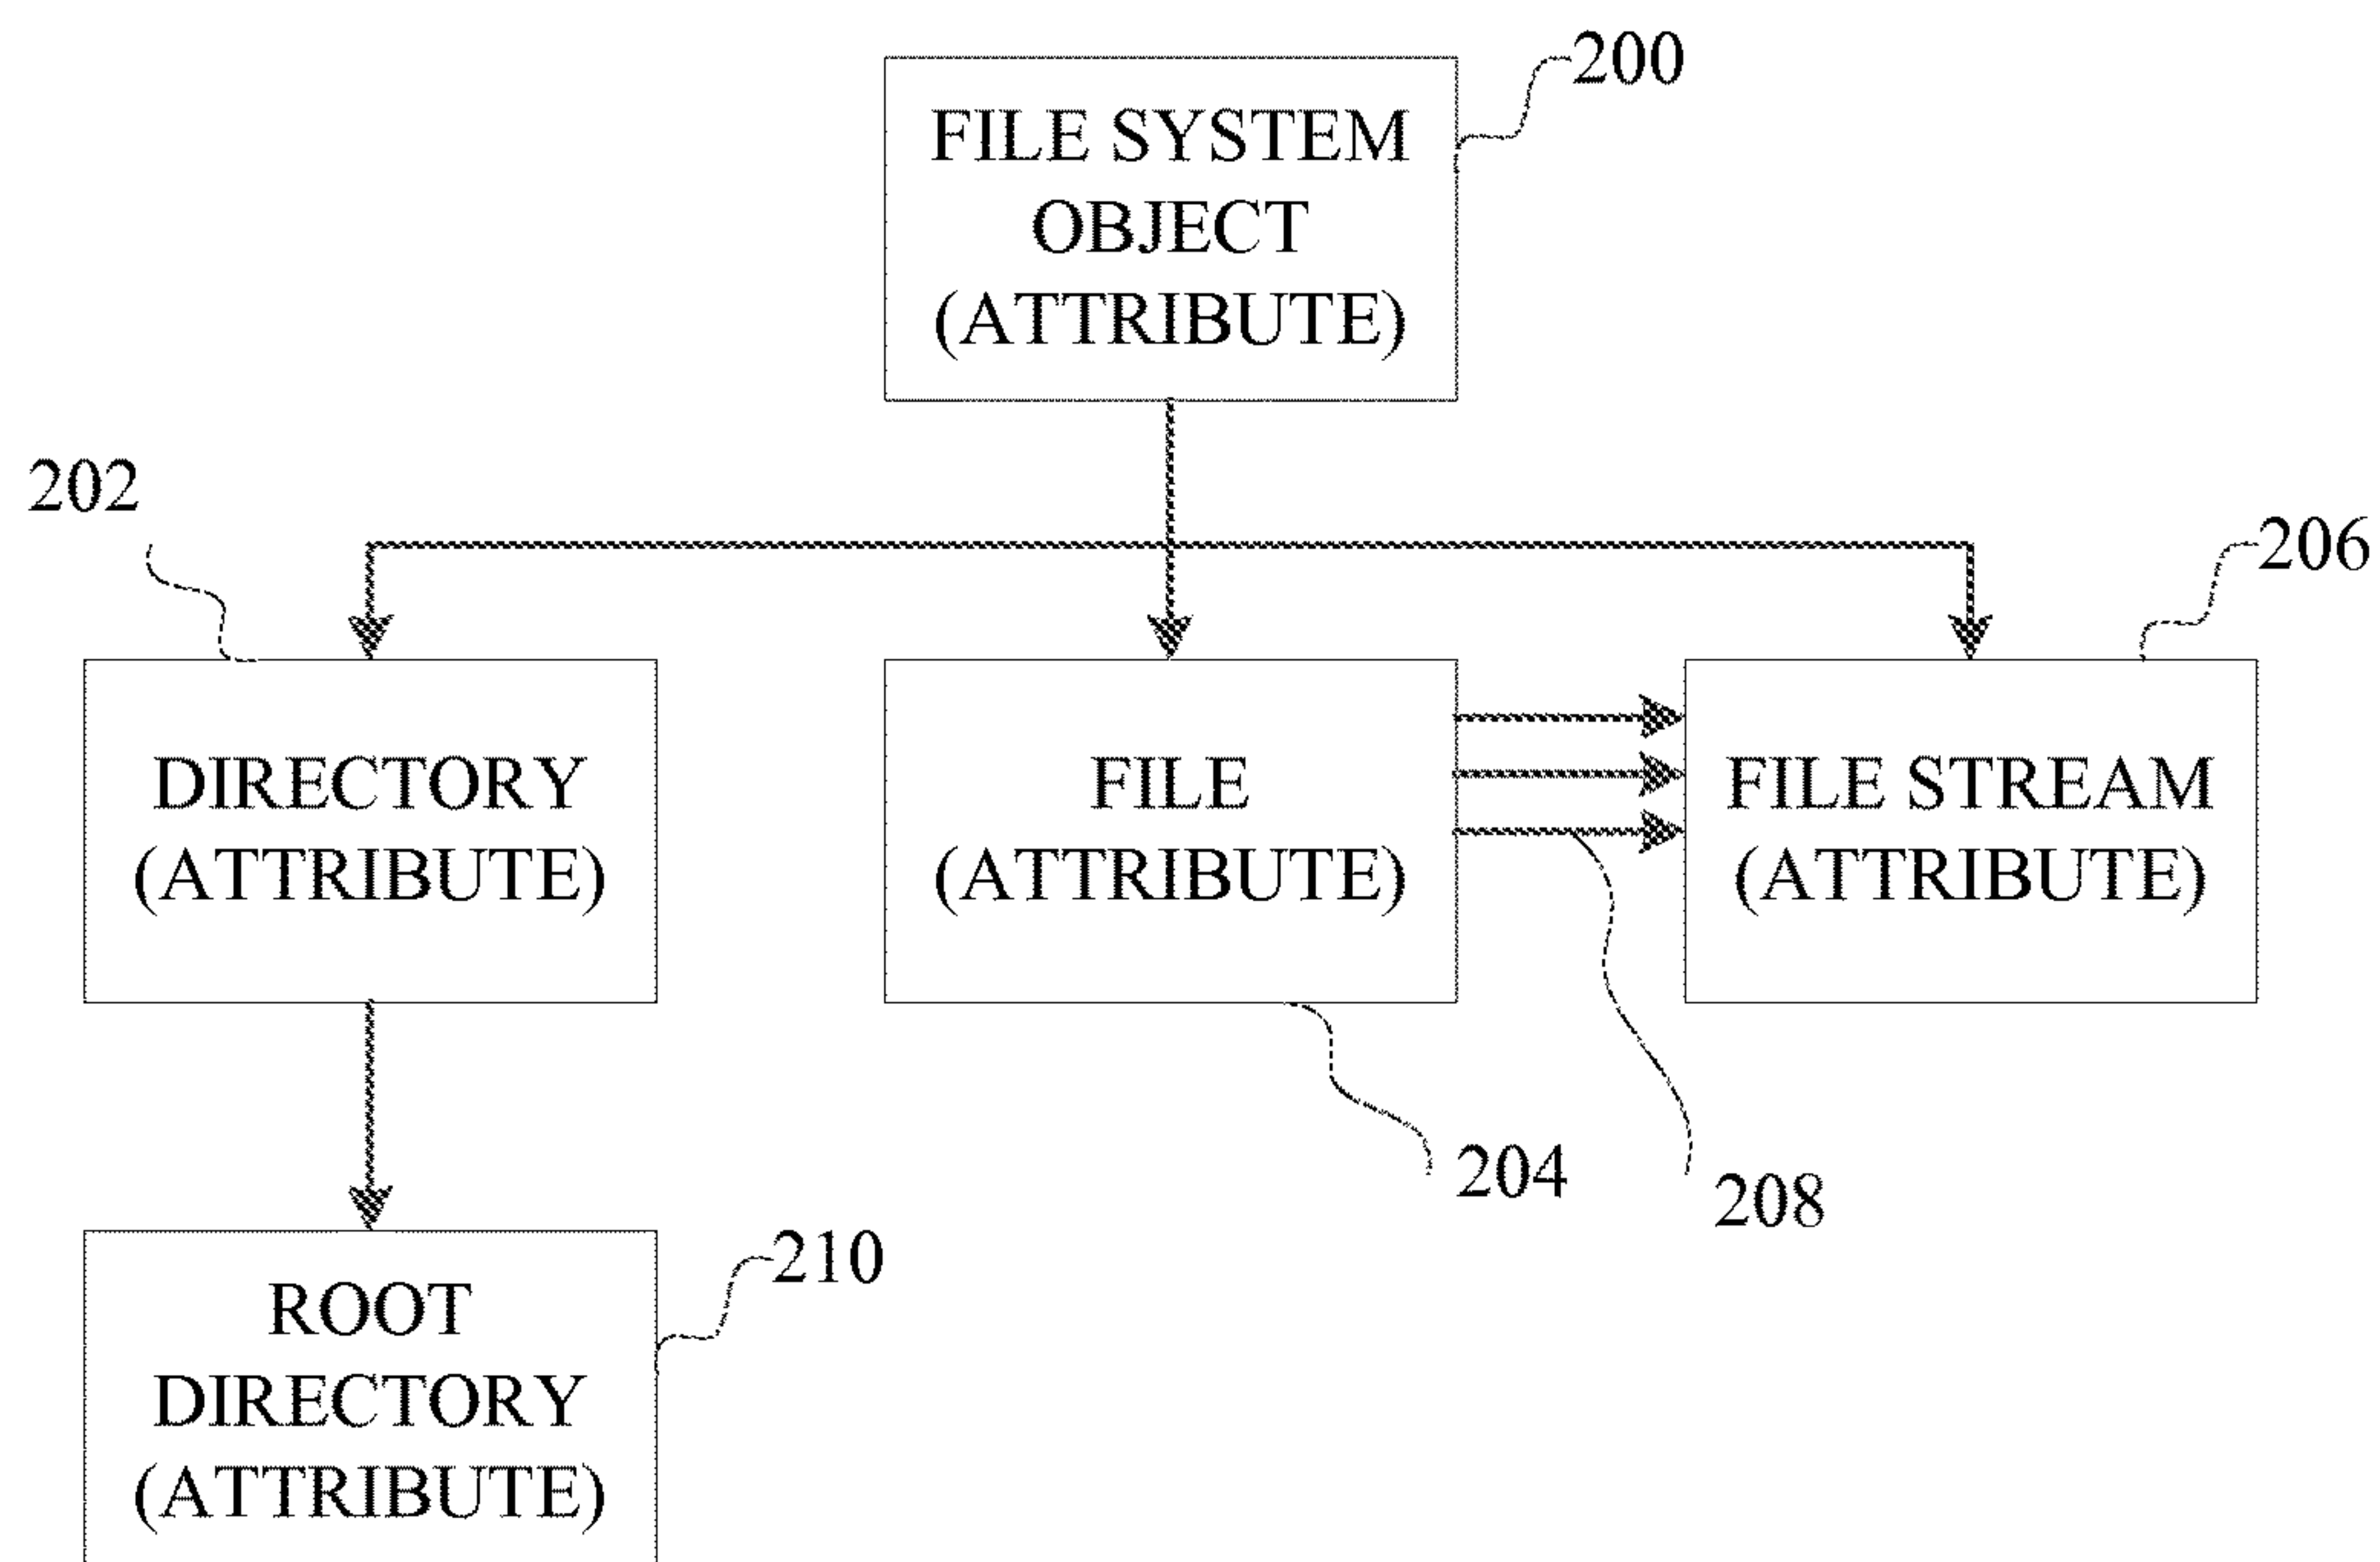 200
FILE SYSTEM
OBJECT
(ATTRIBUTE)
202
206
DIRECTORY
(ATTRIBUTE)
FILE
(ATTRIBUTE)
FILE STREAM
(ATTRIBUTE)
204
208
210
ROOT
DIRECTORY
(ATTRIBUTE)